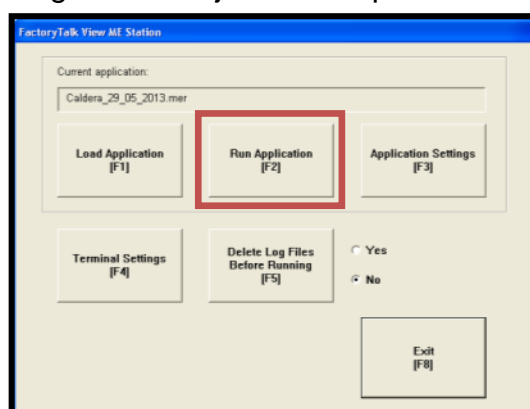 FactoryTalk View ME Station
Current application:
Caldera_29_05_2013.mer
Load Application
[F1]
Run Application
[F2]
Application Settings
[F3]
Terminal Settings
[F4]
Delete Log Files
Before Running
[F5]
Yes
No
Exit
[F8]